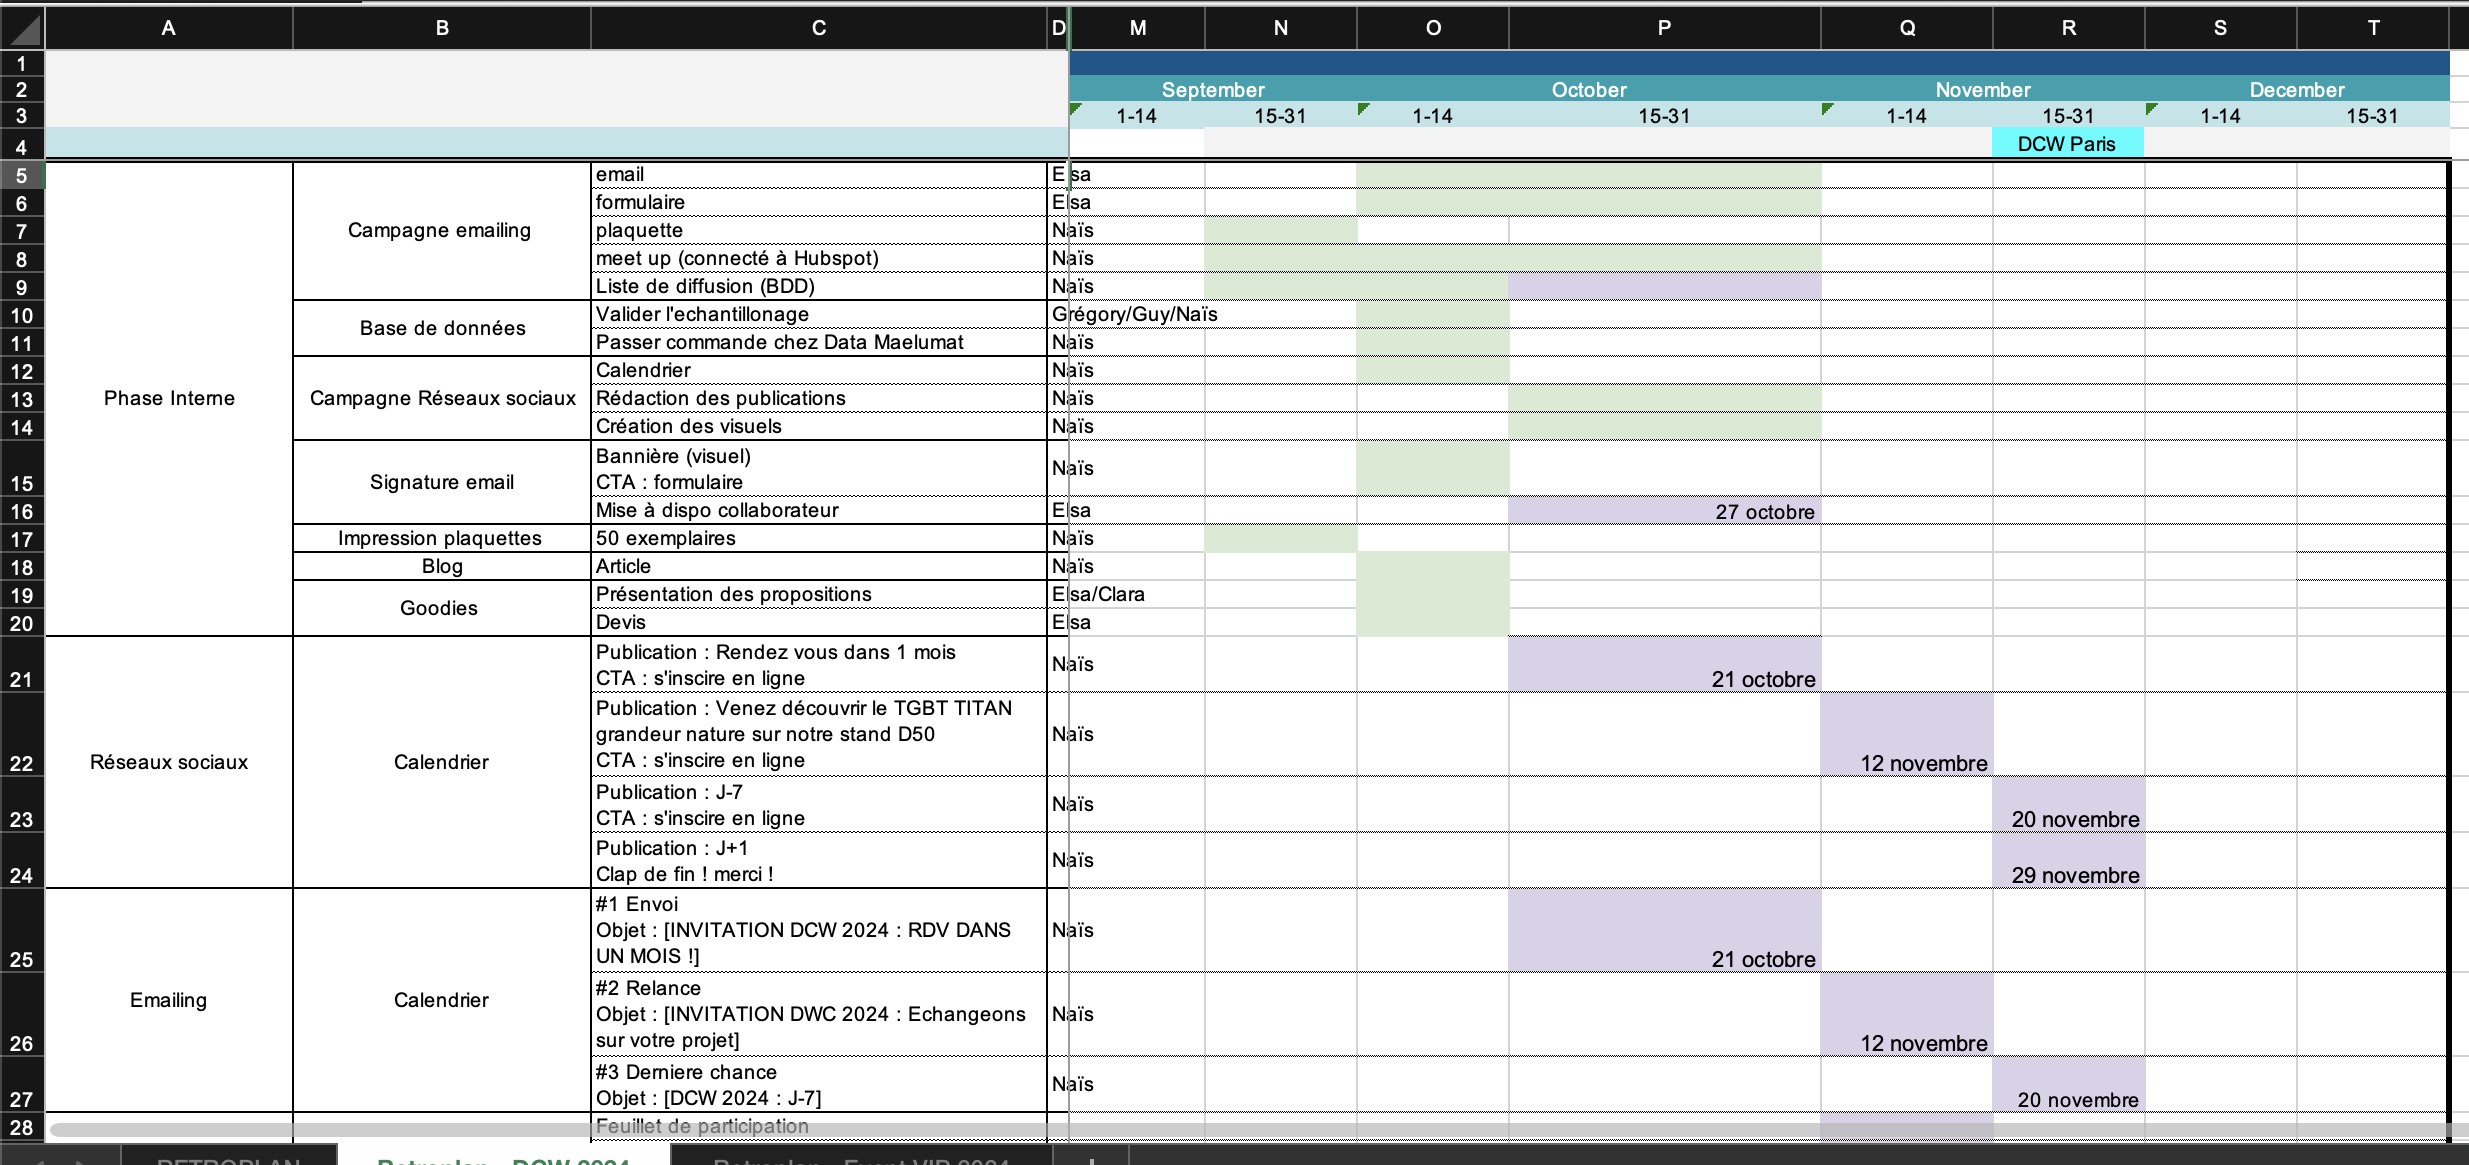 A B C D M N O P Q R S T
1
2 September October November December
3 1-14 15-31 1-14 15-31 1-14 15-31 1-14 15-31
4 DCW Paris
5 email Elsa
6 formulaire Elsa
7 Campagne emailing plaquette Naïs
8 meet up (connecté à Hubspot) Naïs
9 Liste de diffusion (BDD) Naïs
10 Base de données Valider l'echantillonage Grégory/Guy/Naïs
11 Passer commande chez Data Maelumat Naïs
12 Calendrier Naïs
13 Phase Interne Campagne Réseaux sociaux Rédaction des publications Naïs
14 Création des visuels Naïs
Bannière (visuel)
15 Signature email CTA : formulaire Naïs
16 Mise à dispo collaborateur Elsa 27 octobre
17 Impression plaquettes 50 exemplaires Naïs
18 Blog Article Naïs
19 Goodies Présentation des propositions Elsa/Clara
20 Devis Elsa
Publication : Rendez vous dans 1 mois
21 CTA : s'inscire en ligne Naïs 21 octobre
Publication : Venez découvrir le TGBT TITAN
grandeur nature sur notre stand D50 Naïs
22 Réseaux sociaux Calendrier CTA : s'inscire en ligne 12 novembre
Publication : J-7
23 CTA : s'inscire en ligne Naïs 20 novembre
Publication : J+1
24 Clap de fin ! merci ! Naïs 29 novembre
#1 Envoi
Objet : [INVITATION DCW 2024 : RDV DANS Naïs
25 UN MOIS !] 21 octobre
#2 Relance
Emailing Calendrier Objet : [INVITATION DWC 2024 : Echangeons Naïs
26 sur votre projet] 12 novembre
#3 Derniere chance
27 Objet : [DCW 2024 : J-7] Naïs 20 novembre
28 Feuillet de participation
RETROPLAN Retroplan - DCW 2024 Retroplan - Event VIP 2024 +